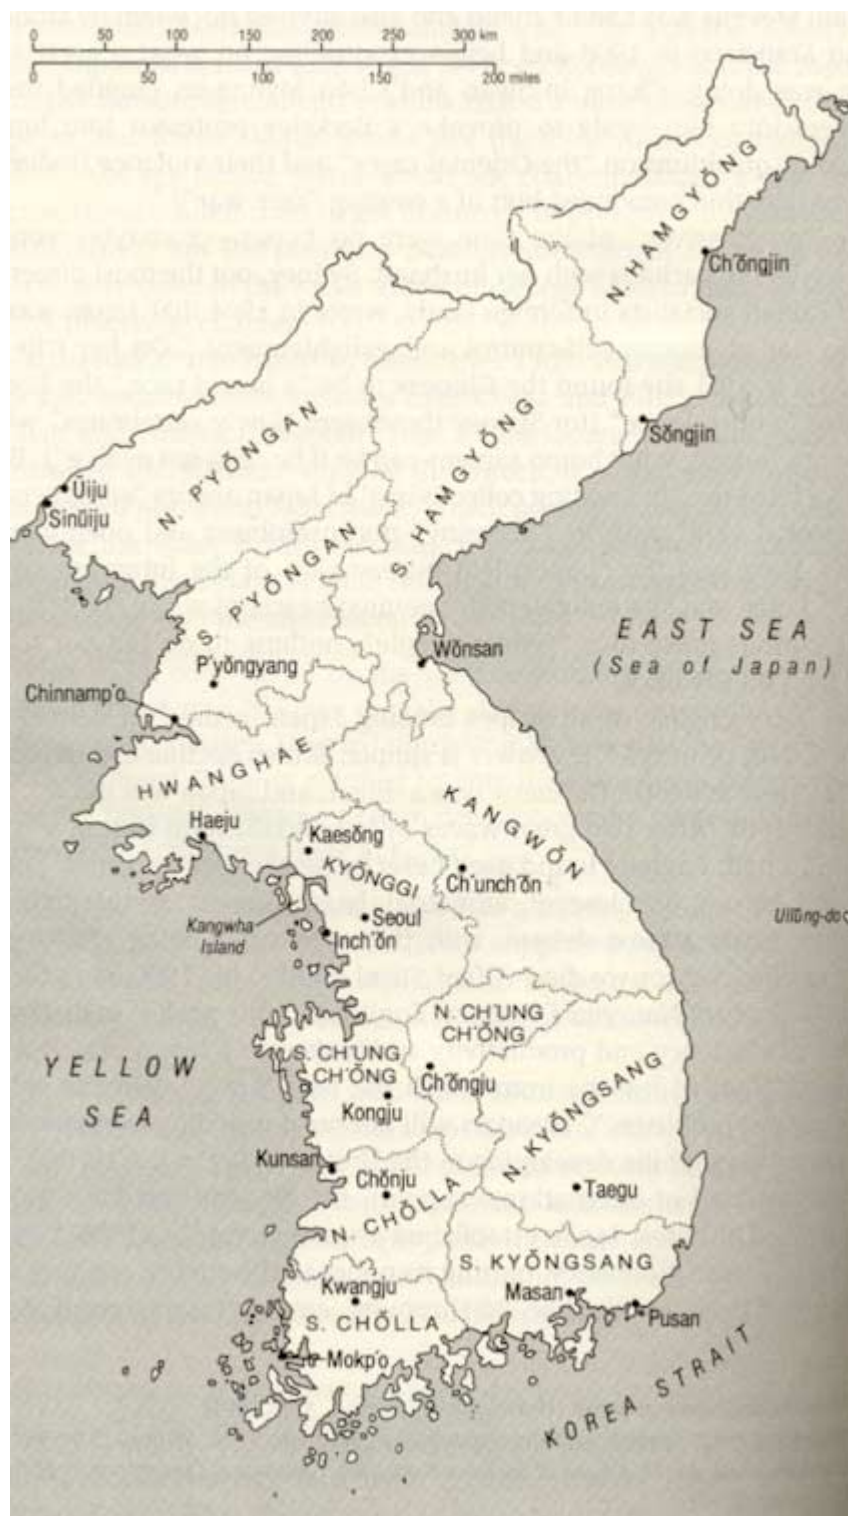 0 50 100 150 200 250 300 km
0 50 100 150 200 miles
N. HAMGYŎNG
Ch'ŏngjin
Sŏngjin
S. HAMGYŎNG
N. P'YŎNGAN
Ŭiju
Sinŭiju
S. P'YŎNGAN
P'yŏngyang
Wŏnsan
EAST SEA
(Sea of Japan)
Chinnamp'o
HWANGHAE
KANGWŎN
Haeju
Kaesŏng
KYŎNGGI
Ch'unch'ŏn
Kangwha
Island
Seoul
Inch'ŏn
N. CH'UNG
CH'ŎNG
S. CH'UNG
CH'ŎNG
Ch'ŏngju
YELLOW
SEA
Kongju
N. KYŎNGSANG
Kunsan
Chŏnju
Taegu
N. CHŎLLA
S. KYŎNGSANG
Kwangju
Masan
Pusan
S. CHŎLLA
Mokp'o
KOREA STRAIT